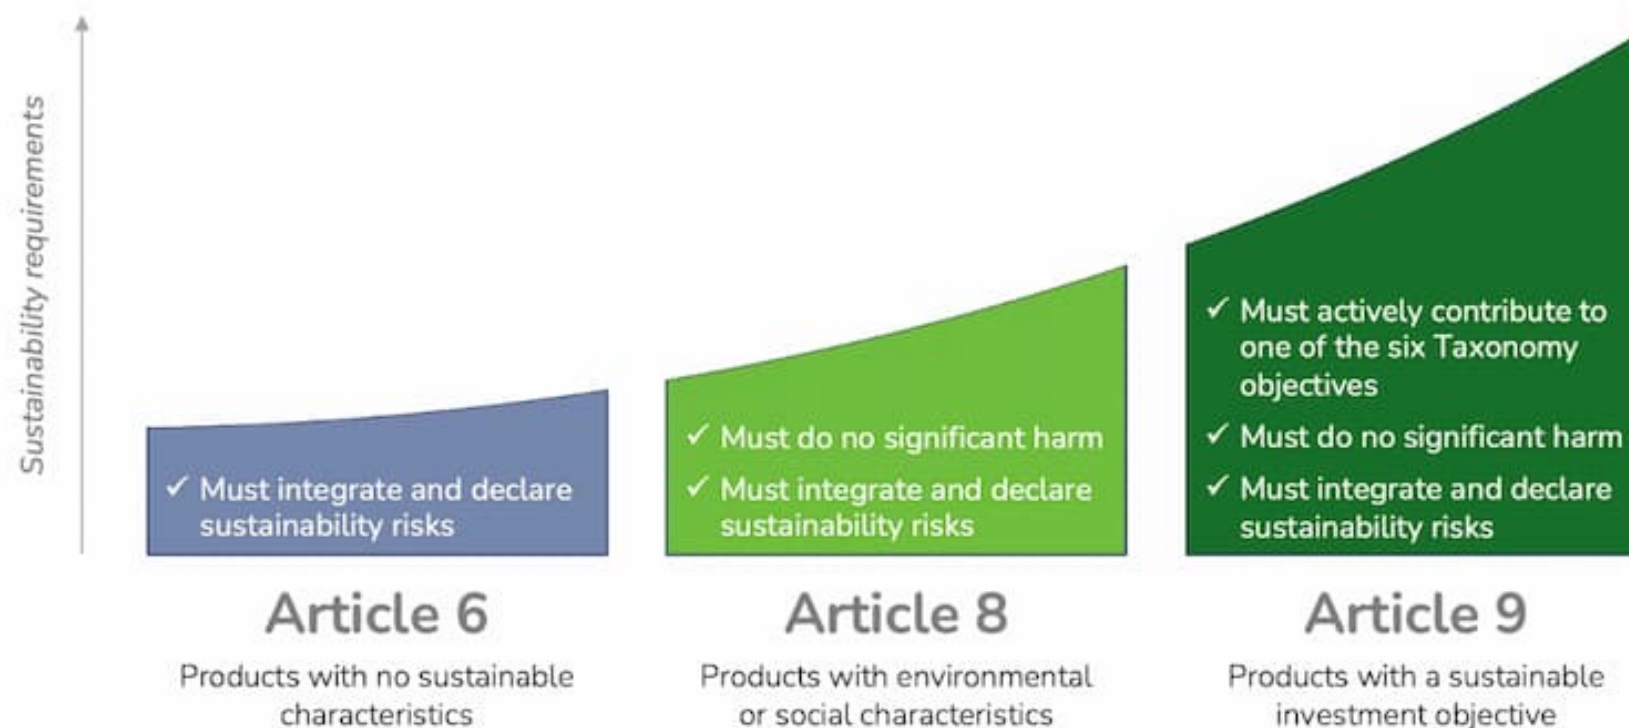 Sustainability requirements
✓ Must integrate and declare
sustainability risks
Article 6
Products with no sustainable
characteristics
✓ Must do no significant harm
✓ Must integrate and declare
sustainability risks
Article 8
Products with environmental
or social characteristics
✓ Must actively contribute to
one of the six Taxonomy
objectives
✓ Must do no significant harm
✓ Must integrate and declare
sustainability risks
Article 9
Products with a sustainable
investment objective